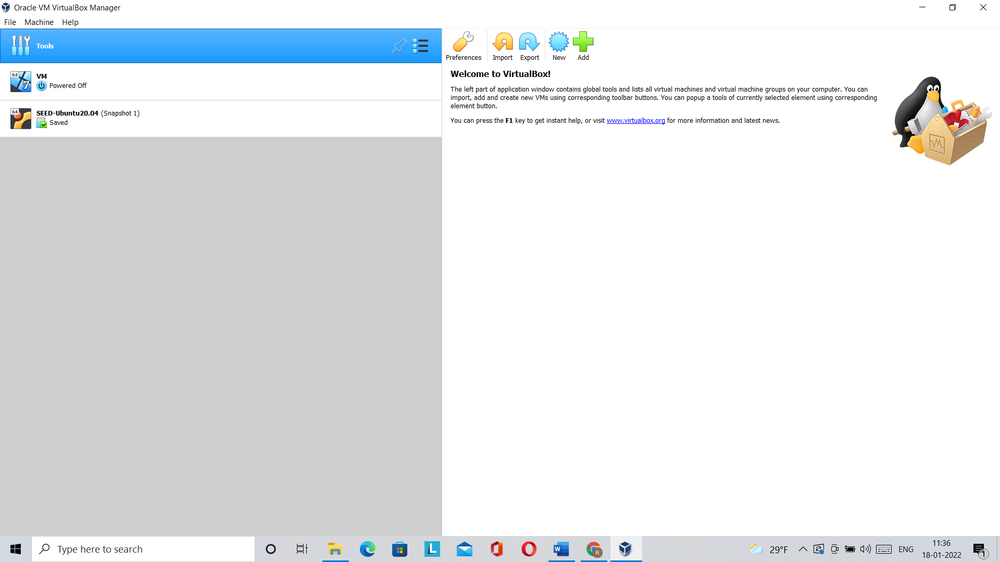 Oracle VM VirtualBox Manager
File Machine Help
Tools
64
7
VM
Powered Off
64
SEED-Ubuntu20.04 (Snapshot 1)
Saved
Preferences Import Export New Add
Welcome to VirtualBox!
The left part of application window contains global tools and lists all virtual machines and virtual machine groups on your computer. You can
import, add and create new VMs using corresponding toolbar buttons. You can popup a tools of currently selected element using corresponding
element button.
You can press the F1 key to get instant help, or visit www.virtualbox.org for more information and latest news.
Type here to search
L
W
R
29°F
ENG
11:36
18-01-2022
1